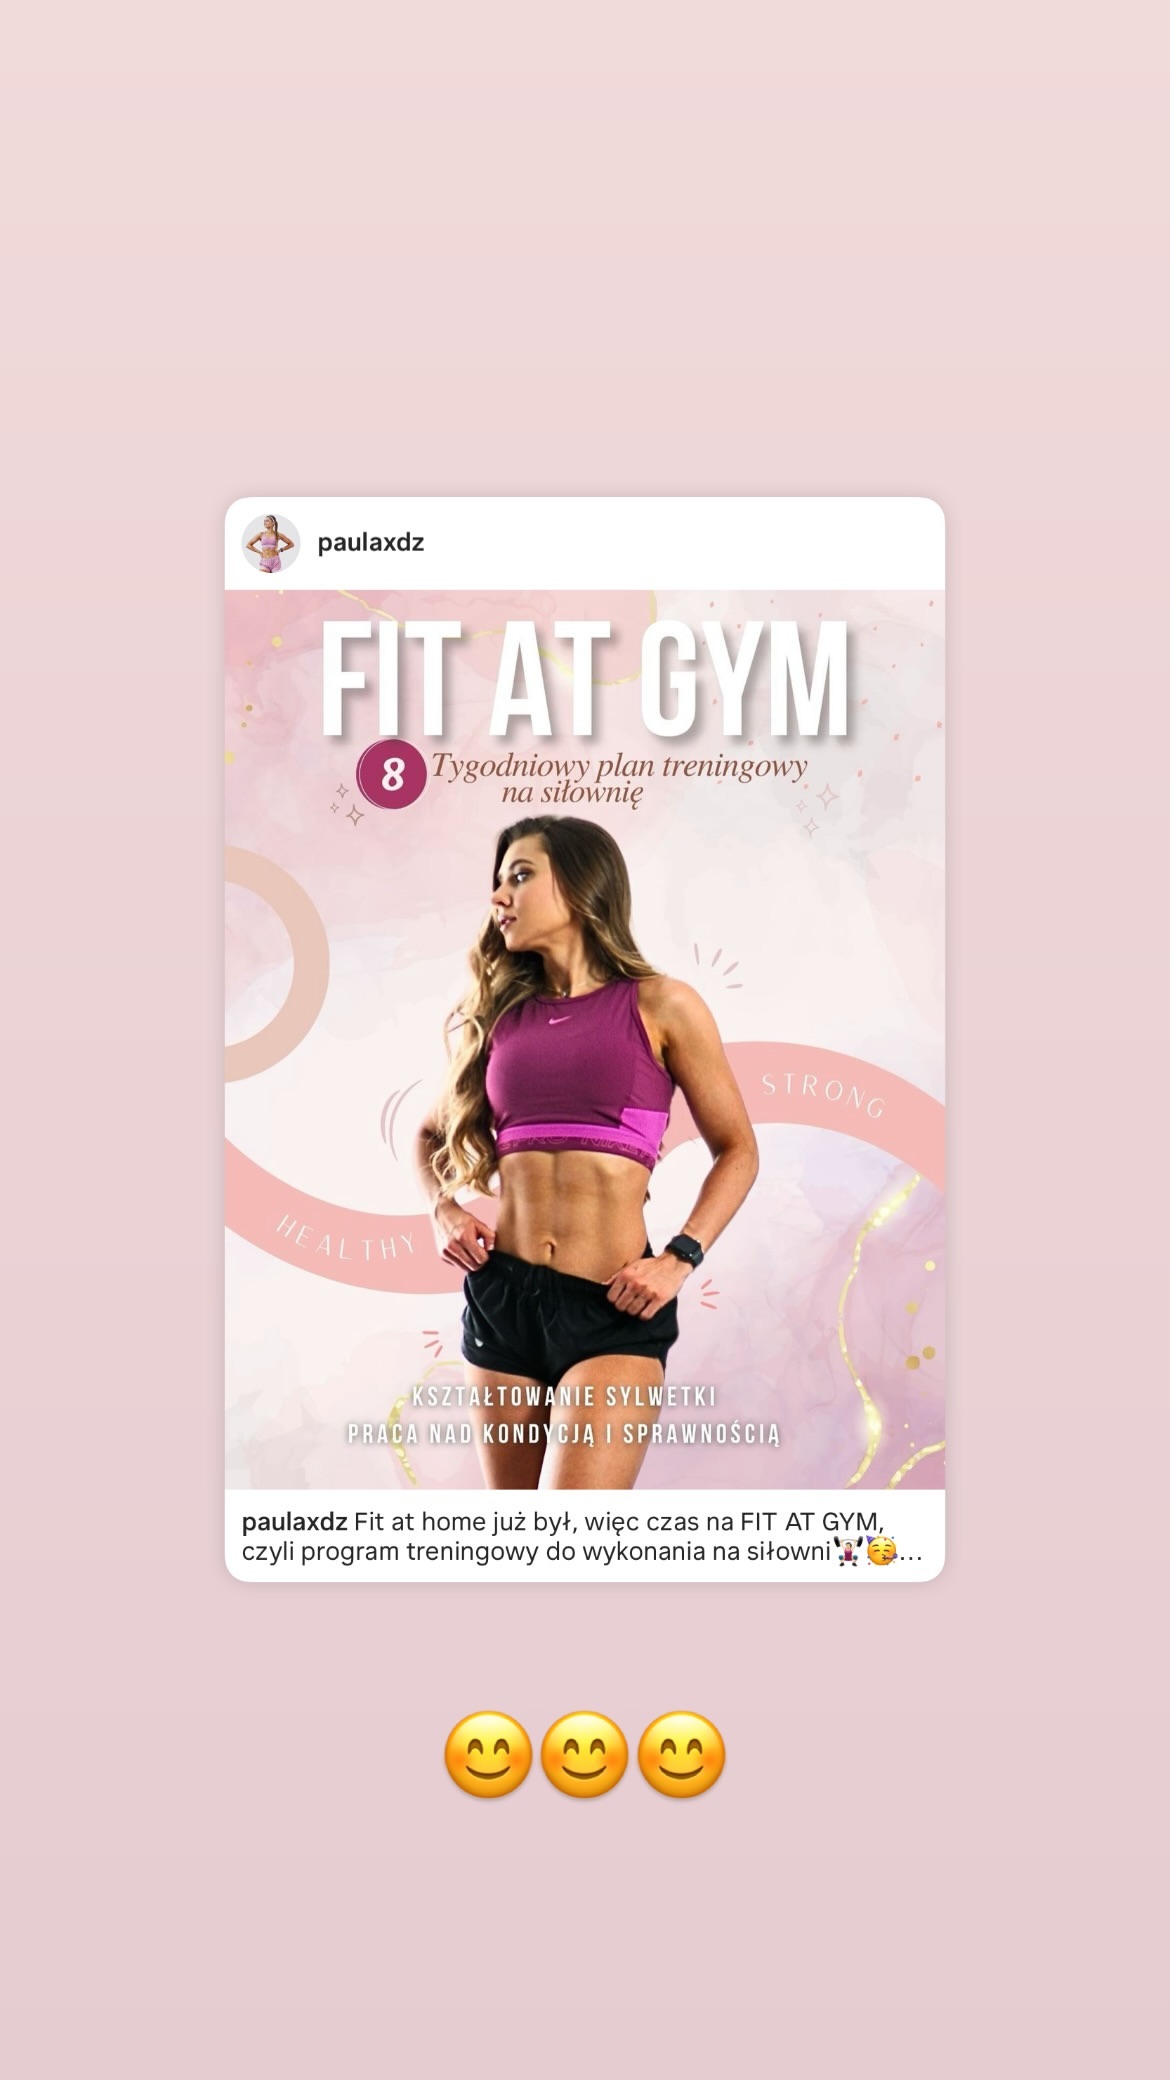 paulaxdz
FIT AT GYM
8 Tygodniowy plan treningowy
na siłownię
STRONG
HEALTHY
KSZTAŁTOWANIE SYLWETKI
PRACA NAD KONDYCJĄ I SPRAWNOŚCIĄ
paulaxdz Fit at home już był, więc czas na FIT AT GYM,
czyli program treningowy do wykonania na siłowni🏋🏻‍♀️🥳...
😊😊😊